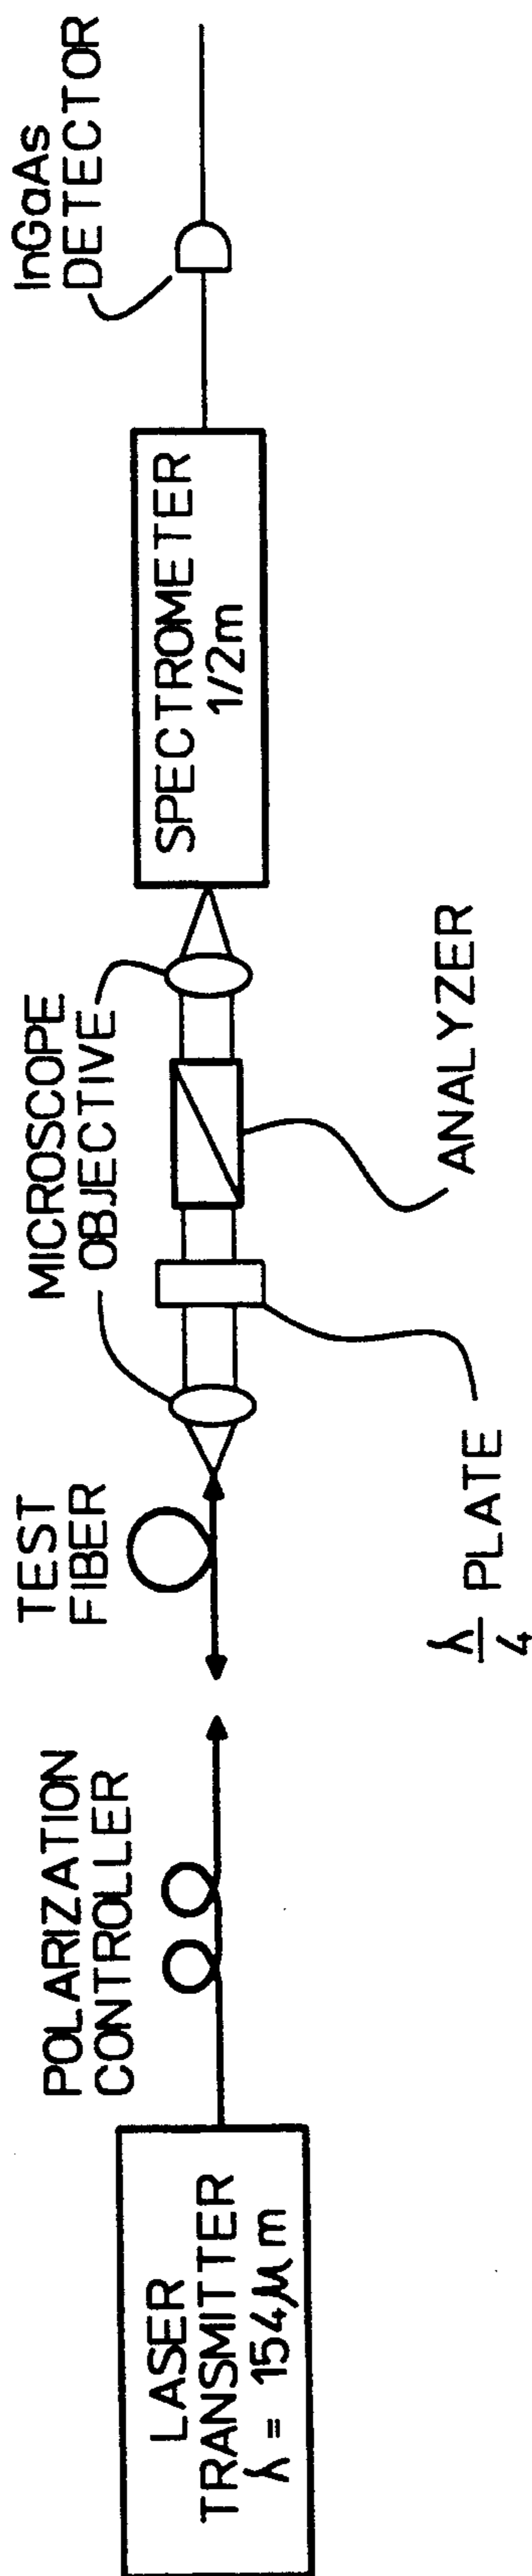 LASER
TRANSMITTER
λ = 154μm
POLARIZATION
CONTROLLER
TEST
FIBER
MICROSCOPE
OBJECTIVE
λ/4 PLATE
ANALYZER
SPECTROMETER
1/2m
InGaAs
DETECTOR